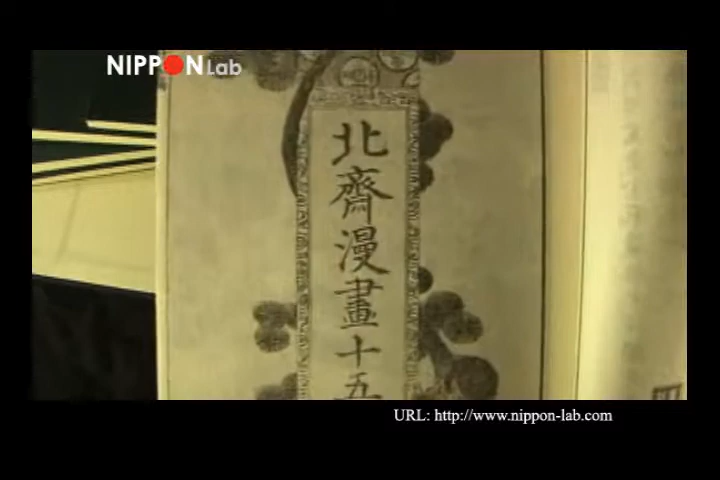 NIPPON Lab
北齋漫畫十五
URL: http://www.nippon-lab.com